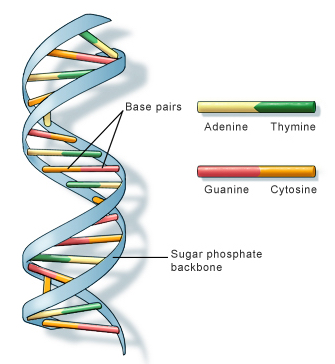 Base pairs
Adenine Thymine
Guanine Cytosine
Sugar phosphate
backbone